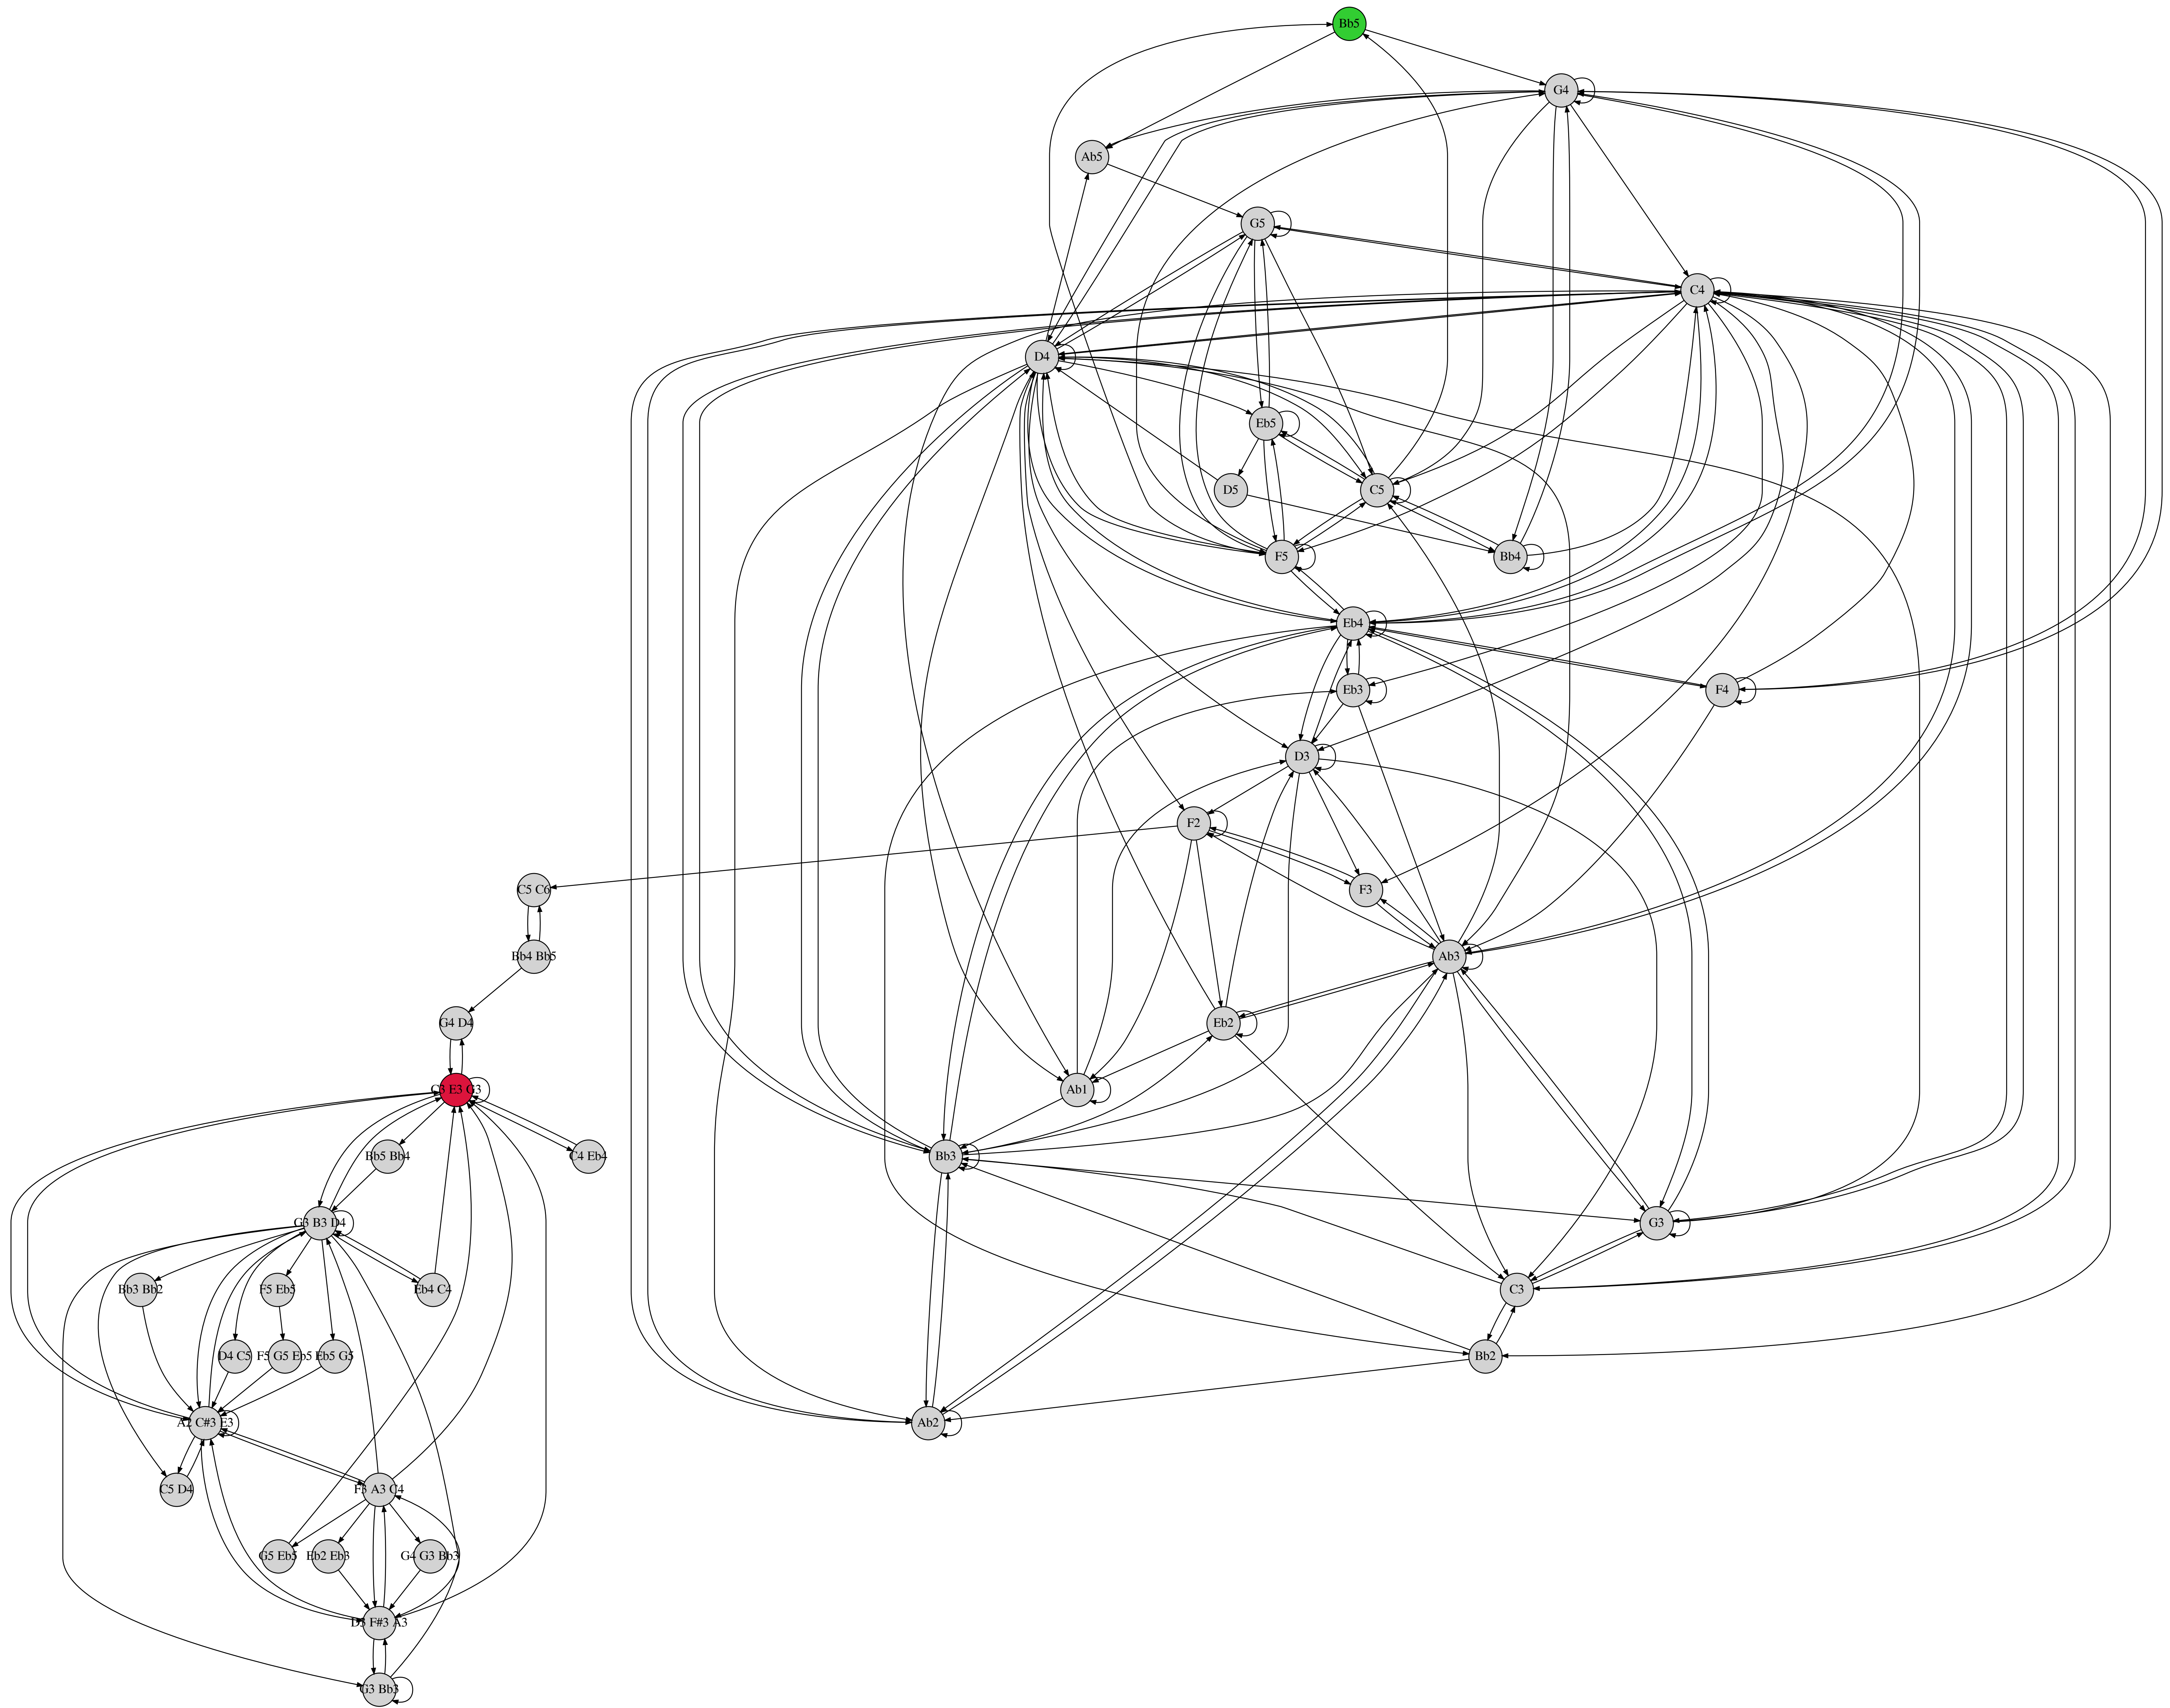 Bb5
G4
Ab5
G5
C4
D4
Eb5
D5
C5
F5
Bb4
Eb4
Eb3
F4
D3
F2
C5 C6
F3
Bb4 Bb5
Ab3
G4 D4
Eb2
C3 E3 G3
Ab1
Bb5 Bb4
C4 Eb4
Bb3
G3 B3 D4
G3
Bb3 Bb2
F5 Eb5
Eb4 C4
C3
D4 C5
F5 G5 Eb5
Eb5 G5
Bb2
A2 C#3 E3
Ab2
C5 D4
F3 A3 C4
G5 Eb5
Eb2 Eb3
G4 G3 Bb3
D3 F#3 A3
G3 Bb3